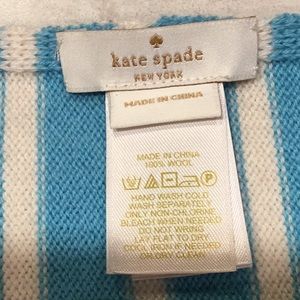 kate spade
NEW YORK
MADE IN CHINA
MADE IN CHINA
100% WOOL
P
HAND WASH COLD
WASH SEPARATELY
ONLY NON-CHLORINE
BLEACH WHEN NEEDED
DO NOT WRING
LAY FLAT TO DRY
COOL IRON IF NEEDED
OR DRY CLEAN